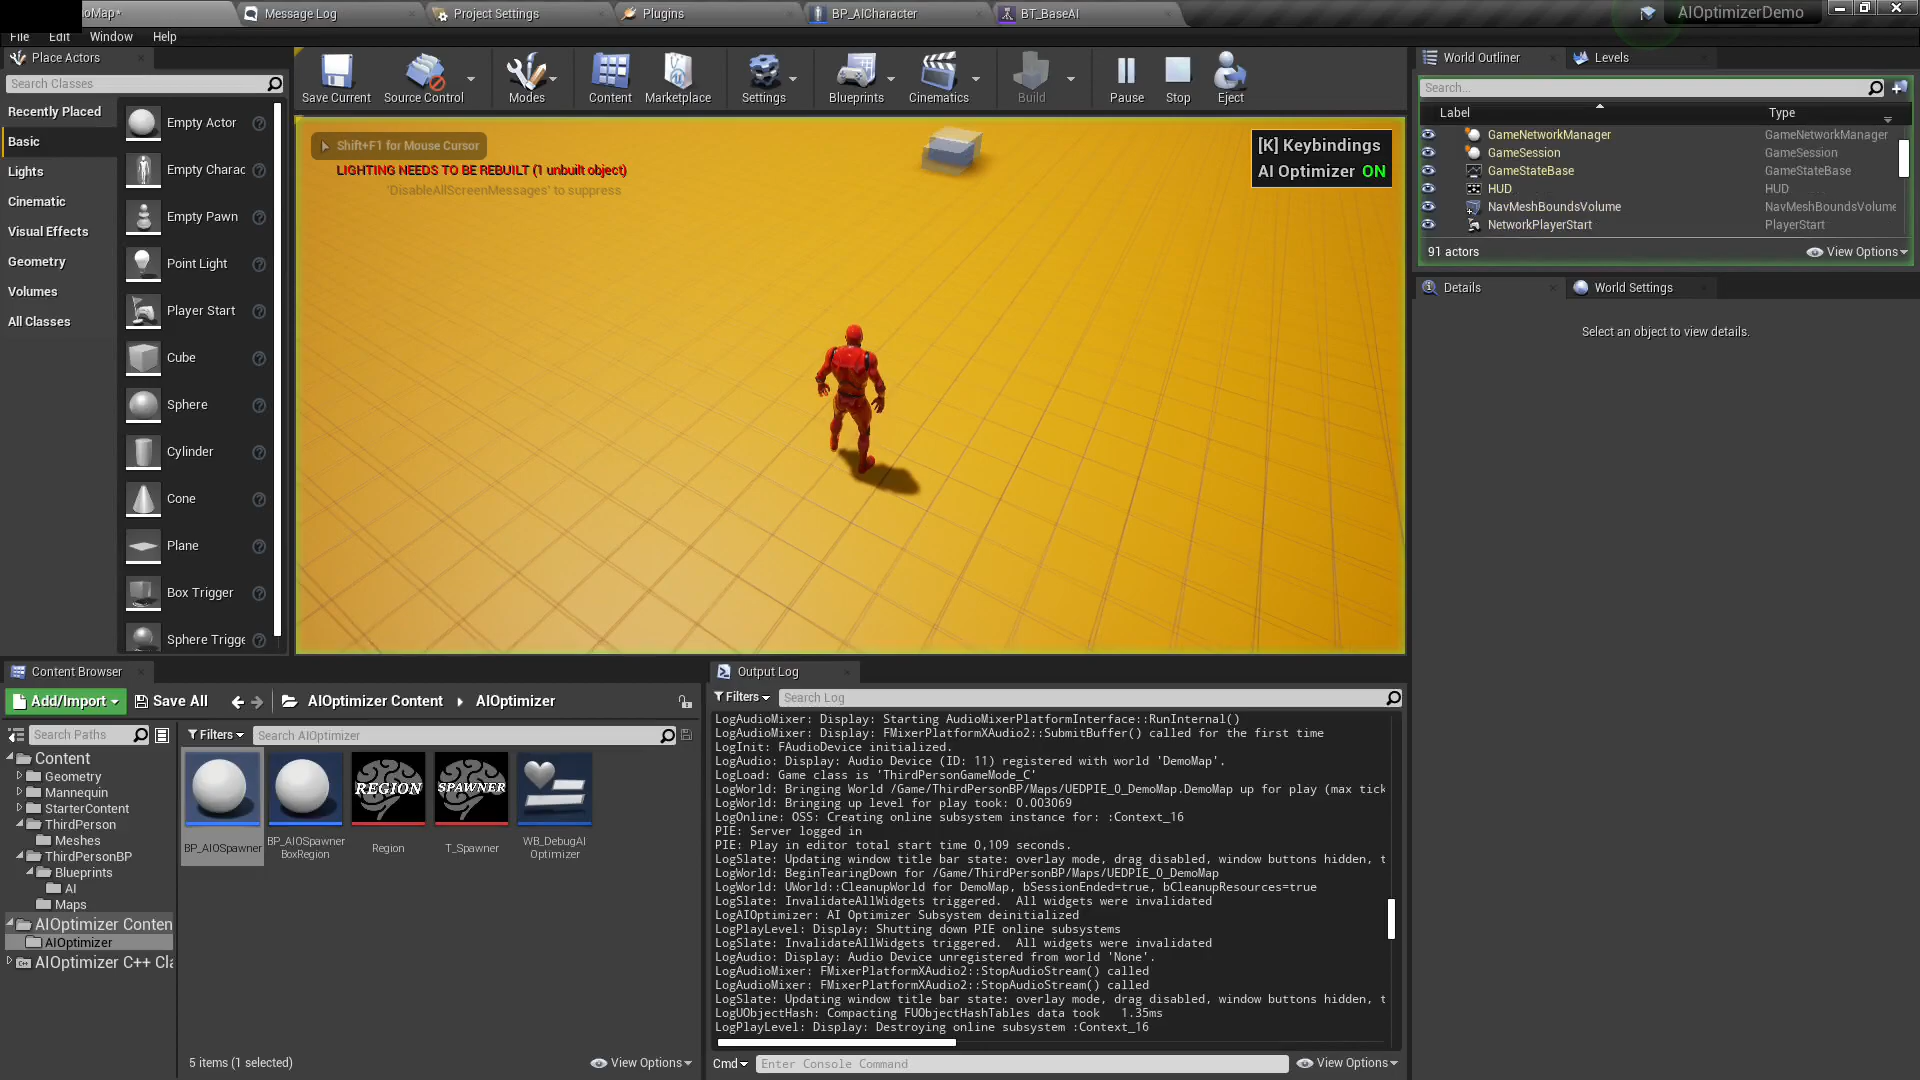 oMap*
Message Log
Project Settings
Plugins
BP_AICharacter
BT_BaseAI
AIOptimizerDemo
File
Edit
Window
Help
Place Actors
Search Classes
Recently Placed
Basic
Lights
Cinematic
Visual Effects
Geometry
Volumes
All Classes
Empty Actor
Empty Charac
Empty Pawn
Point Light
Player Start
Cube
Sphere
Cylinder
Cone
Plane
Box Trigger
Sphere Trigge
Save Current
Source Control
Modes
Content
Marketplace
Settings
Blueprints
Cinematics
Build
Pause
Stop
Eject
Shift+F1 for Mouse Cursor
LIGHTING NEEDS TO BE REBUILT (1 unbuilt object)
'DisableAllScreenMessages' to suppress
[K] Keybindings
AI Optimizer ON
World Outliner
Levels
Search...
Label
Type
GameNetworkManager GameNetworkManager
GameSession GameSession
GameStateBase GameStateBase
HUD HUD
NavMeshBoundsVolume NavMeshBoundsVolume
NetworkPlayerStart PlayerStart
91 actors
View Options
Details
World Settings
Select an object to view details.
Content Browser
Add/Import
Save All
AIOptimizer Content
AIOptimizer
Search Paths
Filters
Search AIOptimizer
Content
Geometry
Mannequin
StarterContent
ThirdPerson
Meshes
ThirdPersonBP
Blueprints
AI
Maps
AIOptimizer Conten
AIOptimizer
AIOptimizer C++ Cla
REGION
SPAWNER
BP_AIOSpawner
BP_AIOSpawner
BoxRegion
Region
T_Spawner
WB_DebugAI
Optimizer
5 items (1 selected)
View Options
Output Log
Filters
Search Log
LogAudioMixer: Display: Starting AudioMixerPlatformInterface::RunInternal()
LogAudioMixer: Display: FMixerPlatformXAudio2::SubmitBuffer() called for the first time
LogInit: FAudioDevice initialized.
LogAudio: Display: Audio Device (ID: 11) registered with world 'DemoMap'.
LogLoad: Game class is 'ThirdPersonGameMode_C'
LogWorld: Bringing World /Game/ThirdPersonBP/Maps/UEDPIE_0_DemoMap.DemoMap up for play (max tick
LogWorld: Bringing up level for play took: 0.003069
LogOnline: OSS: Creating online subsystem instance for: :Context_16
PIE: Server logged in
PIE: Play in editor total start time 0,109 seconds.
LogSlate: Updating window title bar state: overlay mode, drag disabled, window buttons hidden, t
LogWorld: BeginTearingDown for /Game/ThirdPersonBP/Maps/UEDPIE_0_DemoMap
LogWorld: UWorld::CleanupWorld for DemoMap, bSessionEnded=true, bCleanupResources=true
LogSlate: InvalidateAllWidgets triggered.  All widgets were invalidated
LogAIOptimizer: AI Optimizer Subsystem deinitialized
LogPlayLevel: Display: Shutting down PIE online subsystems
LogSlate: InvalidateAllWidgets triggered.  All widgets were invalidated
LogAudio: Display: Audio Device unregistered from world 'None'.
LogAudioMixer: FMixerPlatformXAudio2::StopAudioStream() called
LogAudioMixer: FMixerPlatformXAudio2::StopAudioStream() called
LogSlate: Updating window title bar state: overlay mode, drag disabled, window buttons hidden, t
LogUObjectHash: Compacting FUObjectHashTables data took   1.35ms
LogPlayLevel: Display: Destroying online subsystem :Context_16
Cmd
Enter Console Command
View Options